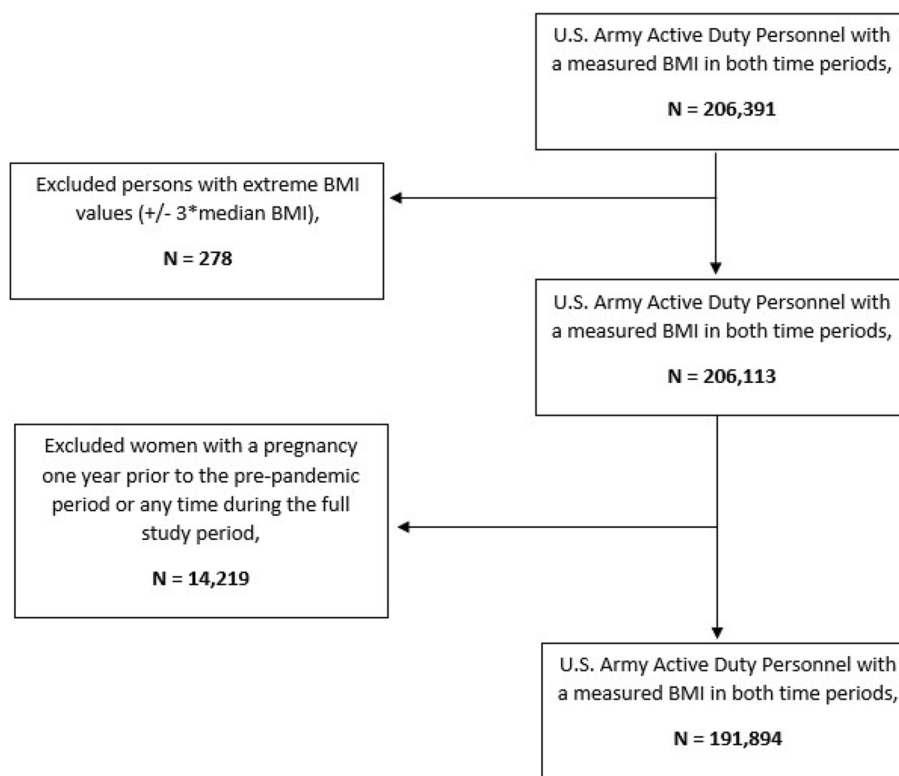 U.S. Army Active Duty Personnel with
a measured BMI in both time periods,
N = 206,391
Excluded persons with extreme BMI
values (+/- 3*median BMI),
N = 278
U.S. Army Active Duty Personnel with
a measured BMI in both time periods,
N = 206,113
Excluded women with a pregnancy
one year prior to the pre-pandemic
period or any time during the full
study period,
N = 14,219
U.S. Army Active Duty Personnel with
a measured BMI in both time periods,
N = 191,894